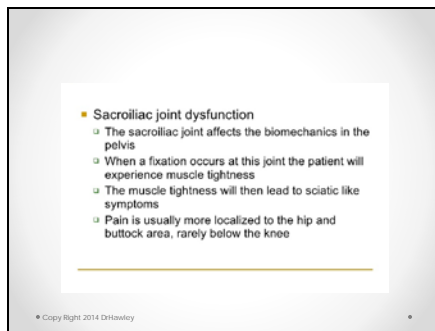 Sacroiliac joint dysfunction
The sacroiliac joint affects the biomechanics in the
pelvis
When a fixation occurs at this joint the patient will
experience muscle tightness
The muscle tightness will then lead to sciatic like
symptoms
Pain is usually more localized to the hip and
buttock area, rarely below the knee
Copy Right 2014 DrHawley